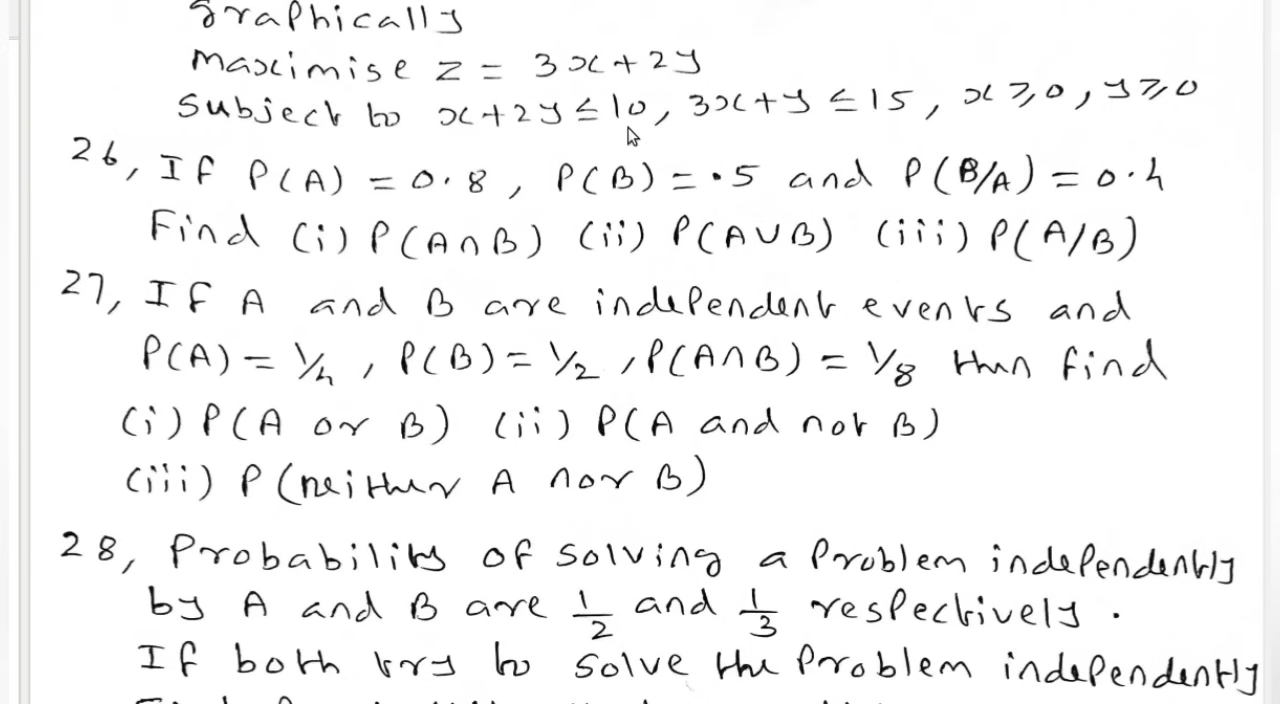 graphically
Maximise z = 3x + 2y
Subject to x + 2y ≤ 10, 3x + y ≤ 15, x ≥ 0, y ≥ 0
26, If P(A) = 0.8, P(B) = .5 and P(B/A) = 0.4
Find (i) P(A∩B) (ii) P(A∪B) (iii) P(A/B)
27, If A and B are independent events and
P(A) = 1/4, P(B) = 1/2, P(A∩B) = 1/8 then find
(i) P(A or B) (ii) P(A and not B)
(iii) P(neither A nor B)
28, Probability of solving a problem independently
by A and B are 1/2 and 1/3 respectively.
If both try to solve the problem independently